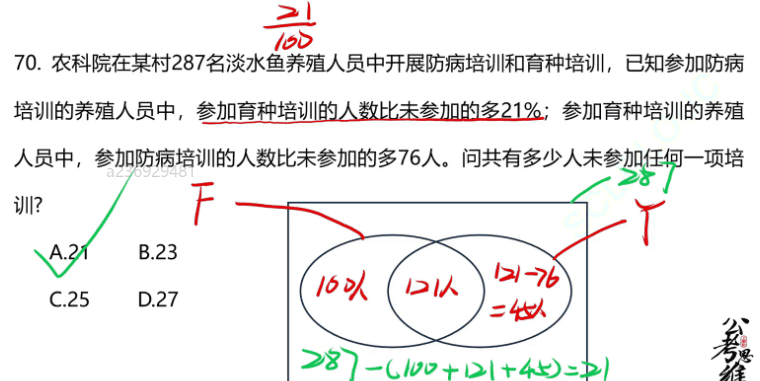 21
100
70. 农科院在某村287名淡水鱼养殖人员中开展防病培训和育种培训，已知参加防病
培训的养殖人员中，参加育种培训的人数比未参加的多21%；参加育种培训的养殖
人员中，参加防病培训的人数比未参加的多76人。问共有多少人未参加任何一项培
a236929481
训?
287
F
Y
A.21 B.23
C.25 D.27
100人 121人 121-76
=45人
287-(100+121+45)=21
公考思维